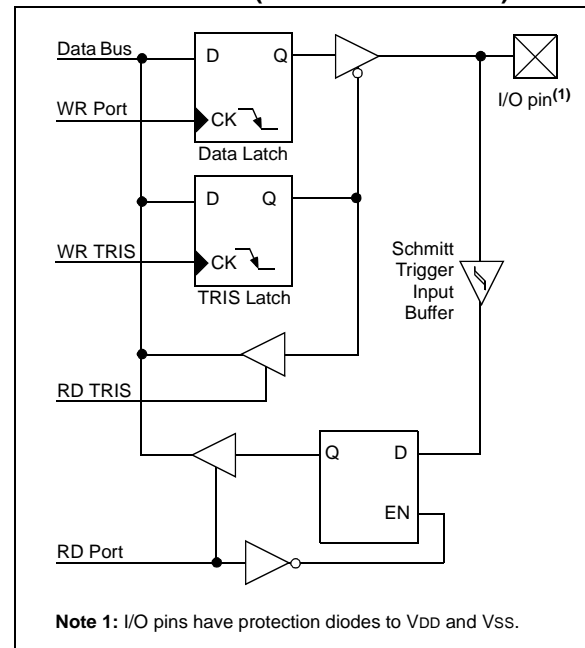 Data Bus
D Q
I/O pin(1)
WR Port
CK
Data Latch
D Q
WR TRIS
CK
TRIS Latch
Schmitt
Trigger
Input
Buffer
RD TRIS
Q D
EN
RD Port
Note 1: I/O pins have protection diodes to VDD and VSS.